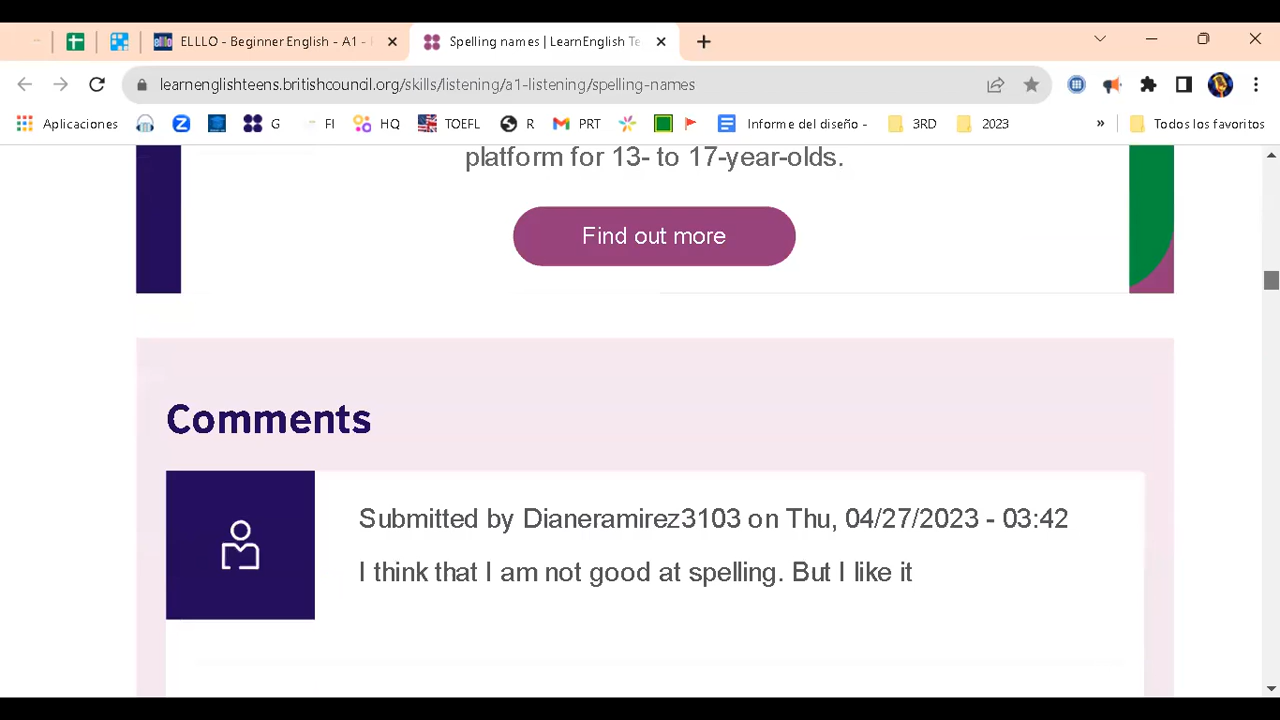 elllo ELLLO - Beginner English - A1 -
Spelling names | LearnEnglish Te
learnenglishteens.britishcouncil.org/skills/listening/a1-listening/spelling-names
Aplicaciones G FI HQ TOEFL R PRT Informe del diseño - 3RD 2023 » Todos los favoritos
platform for 13- to 17-year-olds.
Find out more
Comments
Submitted by Dianeramirez3103 on Thu, 04/27/2023 - 03:42
I think that I am not good at spelling. But I like it